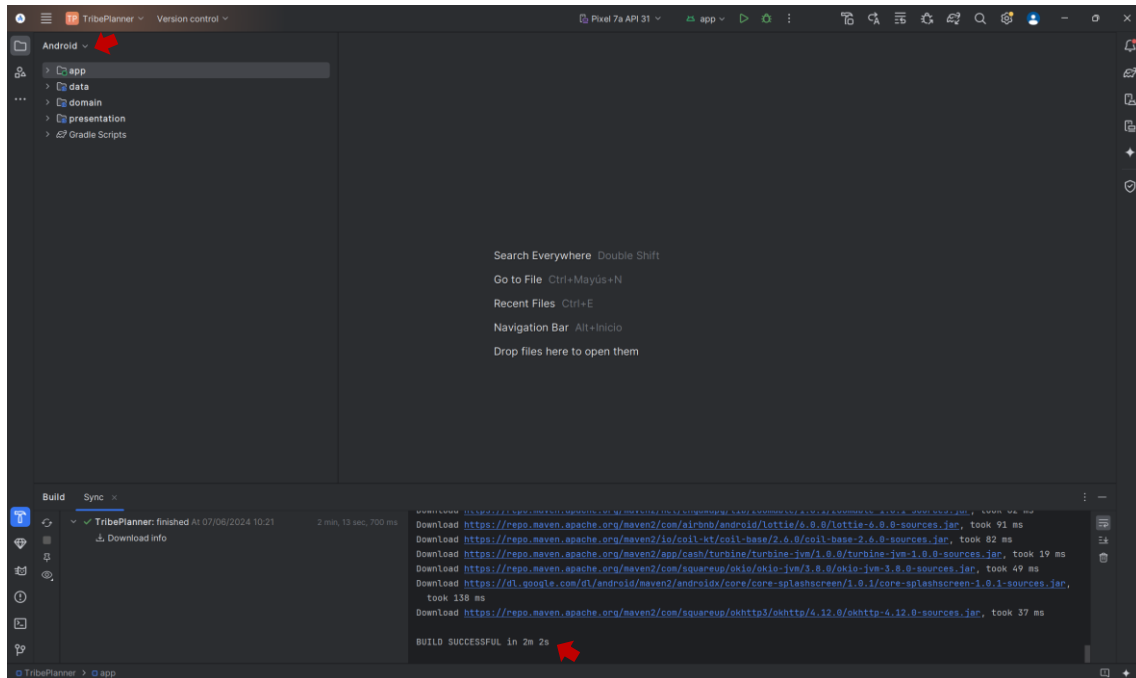 TP TribePlanner Version control Pixel 7a API 31 app
Android
app
data
domain
presentation
Gradle Scripts
Search Everywhere Double Shift
Go to File Ctrl+Mayús+N
Recent Files Ctrl+E
Navigation Bar Alt+Inicio
Drop files here to open them
Build Sync
TribePlanner: finished At 07/06/2024 10:21 2 min, 13 sec, 700 ms
Download info
Download https://repo.maven.apache.org/maven2/com/airbnb/android/lottie/6.0.0/lottie-6.0.0-sources.jar, took 91 ms
Download https://repo.maven.apache.org/maven2/io/coil-kt/coil-base/2.6.0/coil-base-2.6.0-sources.jar, took 82 ms
Download https://repo.maven.apache.org/maven2/app/cash/turbine/turbine-jvm/1.0.0/turbine-jvm-1.0.0-sources.jar, took 19 ms
Download https://repo.maven.apache.org/maven2/com/squareup/okio/okio-jvm/3.8.0/okio-jvm-3.8.0-sources.jar, took 49 ms
Download https://dl.google.com/dl/android/maven2/androidx/core/core-splashscreen/1.0.1/core-splashscreen-1.0.1-sources.jar,
took 138 ms
Download https://repo.maven.apache.org/maven2/com/squareup/okhttp3/okhttp/4.12.0/okhttp-4.12.0-sources.jar, took 37 ms
BUILD SUCCESSFUL in 2m 2s
TribePlanner > app